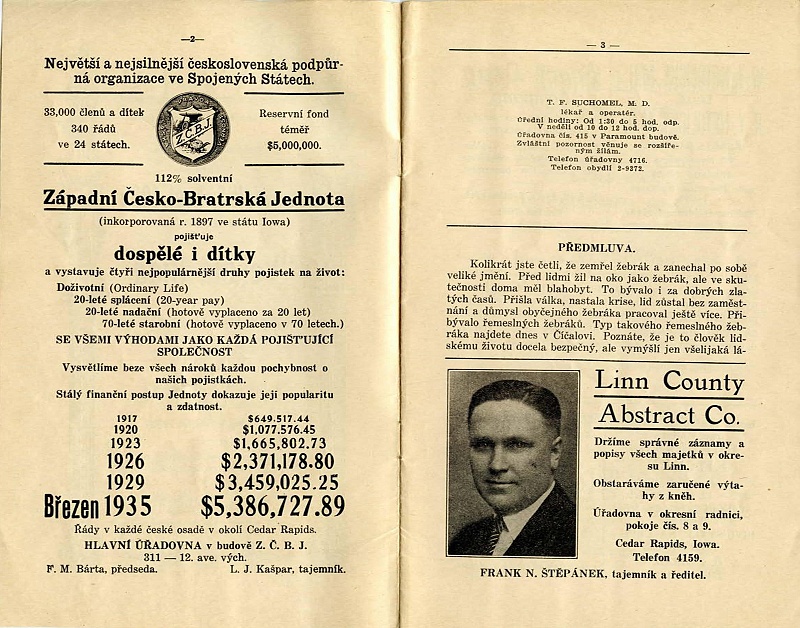 —2—
Největší a nejsilnější československá podpůr-
ná organizace ve Spojených Státech.
33,000 členů a dítek
340 řádů
ve 24 státech.
Z.Č.B.J.
Reservní fond
téměř
$5,000,000.
112% solventní
Západní Česko-Bratrská Jednota
(inkorporovaná r. 1897 ve státu Iowa)
pojišťuje
dospělé i dítky
a vystavuje čtyři nejpopulárnější druhy pojistek na život:
Doživotní (Ordinary Life)
20-leté splácení (20-year pay)
20-leté nadační (hotově vyplaceno za 20 let)
70-leté starobní (hotově vyplaceno v 70 letech.)
SE VŠEMI VÝHODAMI JAKO KAŽDÁ POJIŠŤUJÍCÍ
SPOLEČNOST
Vysvětlíme beze všech nároků každou pochybnost o
našich pojistkách.
Stálý finanční postup Jednoty dokazuje její popularitu
a zdatnost.
1917 $649.517.44
1920 $1,077,576.45
1923 $1,665,802.73
1926 $2,371,178.80
1929 $3,459,025.25
Březen 1935 $5,386,727.89
Řády v každé české osadě v okolí Cedar Rapids.
HLAVNÍ ÚŘADOVNA v budově Z. Č. B. J.
311 — 12. ave. vých.
F. M. Bárta, předseda. L. J. Kašpar, tajemník.
— 3 —
T. F. SUCHOMEL, M. D.
lékař a operatér.
Úřední hodiny: Od 1:30 do 5 hod. odp.
V neděli od 10 do 12 hod. dop.
Úřadovna čís. 415 v Paramount budově.
Zvláštní pozornost věnuje se rozšíře-
ným žilám.
Telefon úřadovny 4716.
Telefon obydlí 2-9372.
PŘEDMLUVA.
Kolikrát jste četli, že zemřel žebrák a zanechal po sobě
veliké jmění. Před lidmi žil na oko jako žebrák, ale ve sku-
tečnosti doma měl blahobyt. To bývalo i za dobrých zla-
tých časů. Přišla válka, nastala krise, lid zůstal bez zaměst-
nání a důmysl obyčejného žebráka pracoval ještě více. Při-
bývalo řemeslných žebráků. Typ takového řemeslného žeb-
ráka najdete dnes v Číčalovi. Poznáte, že je to člověk lid-
skému životu docela bezpečný, ale vymýšlí jen všelijaká lá-
Linn County
Abstract Co.
Držíme správné záznamy a
popisy všech majetků v okre-
su Linn.
Obstaráváme zaručené výta-
hy z kněh.
Úřadovna v okresní radnici,
pokoje čís. 8 a 9.
Cedar Rapids, Iowa.
Telefon 4159.
FRANK N. ŠTĚPÁNEK, tajemník a ředitel.